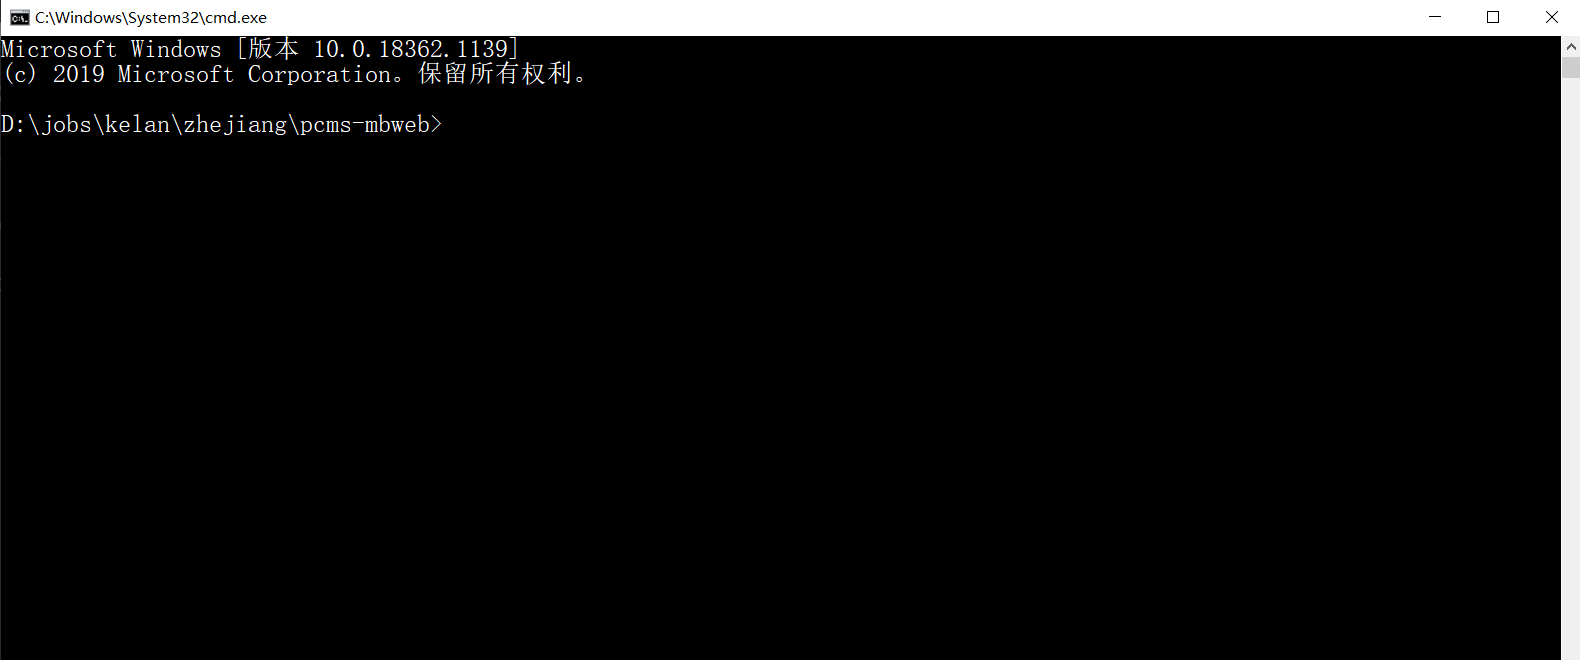 C:\Windows\System32\cmd.exe
Microsoft Windows [版本 10.0.18362.1139]
(c) 2019 Microsoft Corporation。保留所有权利。
D:\jobs\kelan\zhejiang\pcms-mbweb>